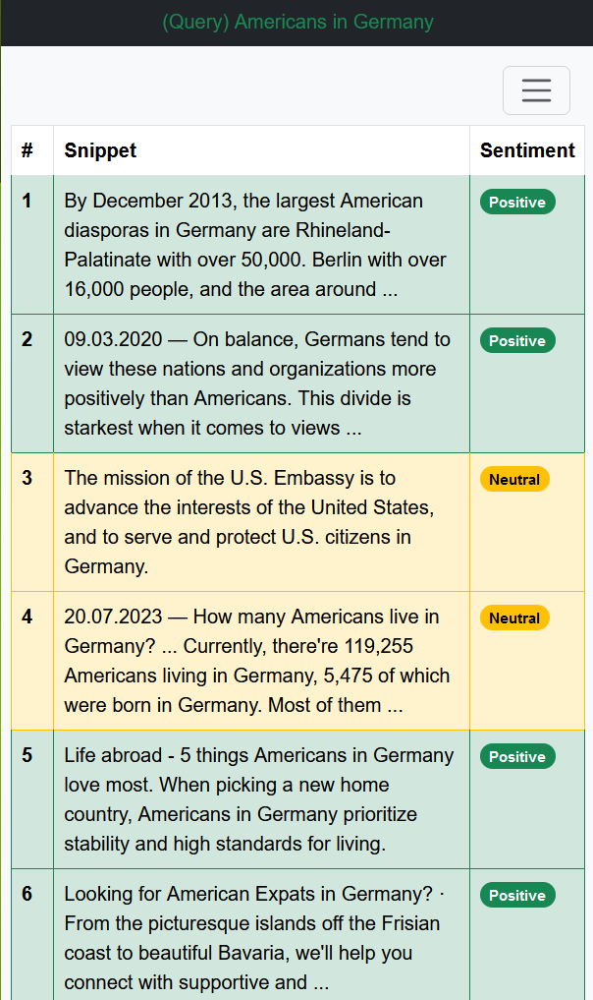 (Query) Americans in Germany
# Snippet Sentiment
1 By December 2013, the largest American Positive
diasporas in Germany are Rhineland-
Palatinate with over 50,000. Berlin with over
16,000 people, and the area around ...
2 09.03.2020 — On balance, Germans tend to Positive
view these nations and organizations more
positively than Americans. This divide is
starkest when it comes to views ...
3 The mission of the U.S. Embassy is to Neutral
advance the interests of the United States,
and to serve and protect U.S. citizens in
Germany.
4 20.07.2023 — How many Americans live in Neutral
Germany? ... Currently, there're 119,255
Americans living in Germany, 5,475 of which
were born in Germany. Most of them ...
5 Life abroad - 5 things Americans in Germany Positive
love most. When picking a new home
country, Americans in Germany prioritize
stability and high standards for living.
6 Looking for American Expats in Germany? · Positive
From the picturesque islands off the Frisian
coast to beautiful Bavaria, we'll help you
connect with supportive and ...